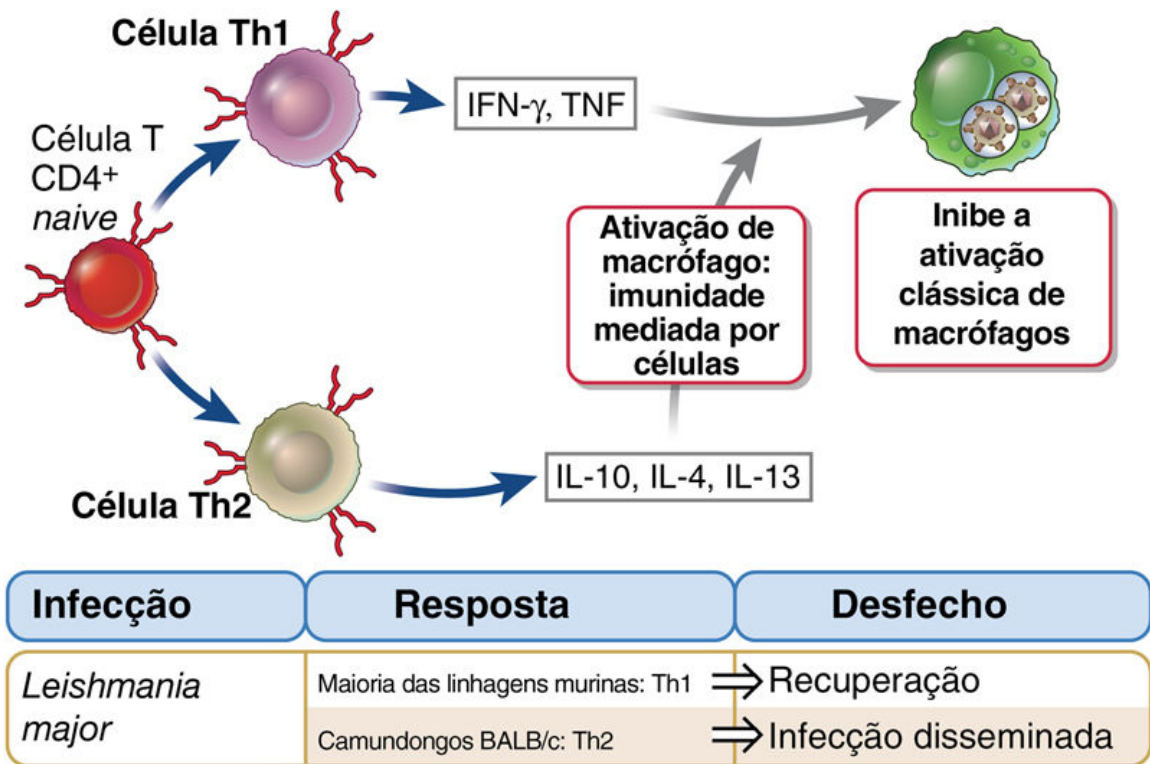 Célula Th1
IFN-γ, TNF
Célula T
CD4+
naive
Ativação de
macrófago:
imunidade
mediada por
células
Inibe a
ativação
clássica de
macrófagos
Célula Th2
IL-10, IL-4, IL-13
Infecção Resposta Desfecho
Leishmania
major
Maioria das linhagens murinas: Th1 ⇒ Recuperação
Camundongos BALB/c: Th2 ⇒ Infecção disseminada